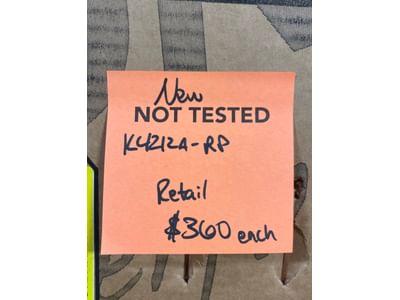 New
NOT TESTED
K4212A-RP
Retail
$360 each